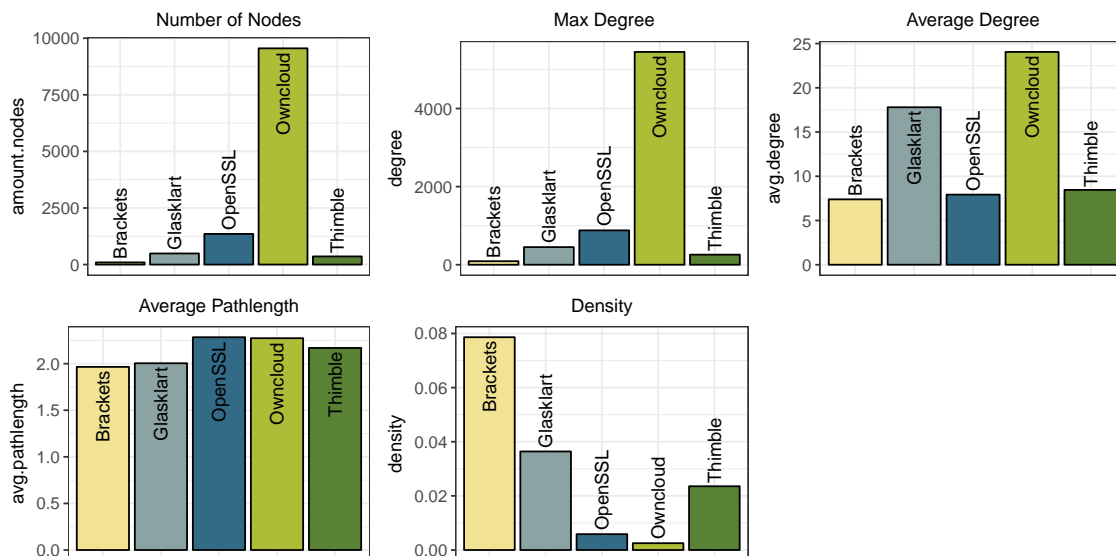 Number of Nodes
amount.nodes
10000
7500
5000
2500
0
Brackets
Glasklart
OpenSSL
Owncloud
Thimble
Max Degree
degree
4000
2000
0
Brackets
Glasklart
OpenSSL
Owncloud
Thimble
Average Degree
avg.degree
25
20
15
10
5
0
Brackets
Glasklart
OpenSSL
Owncloud
Thimble
Average Pathlength
avg.pathlength
2.0
1.5
1.0
0.5
0.0
Brackets
Glasklart
OpenSSL
Owncloud
Thimble
Density
density
0.08
0.06
0.04
0.02
0.00
Brackets
Glasklart
OpenSSL
Owncloud
Thimble